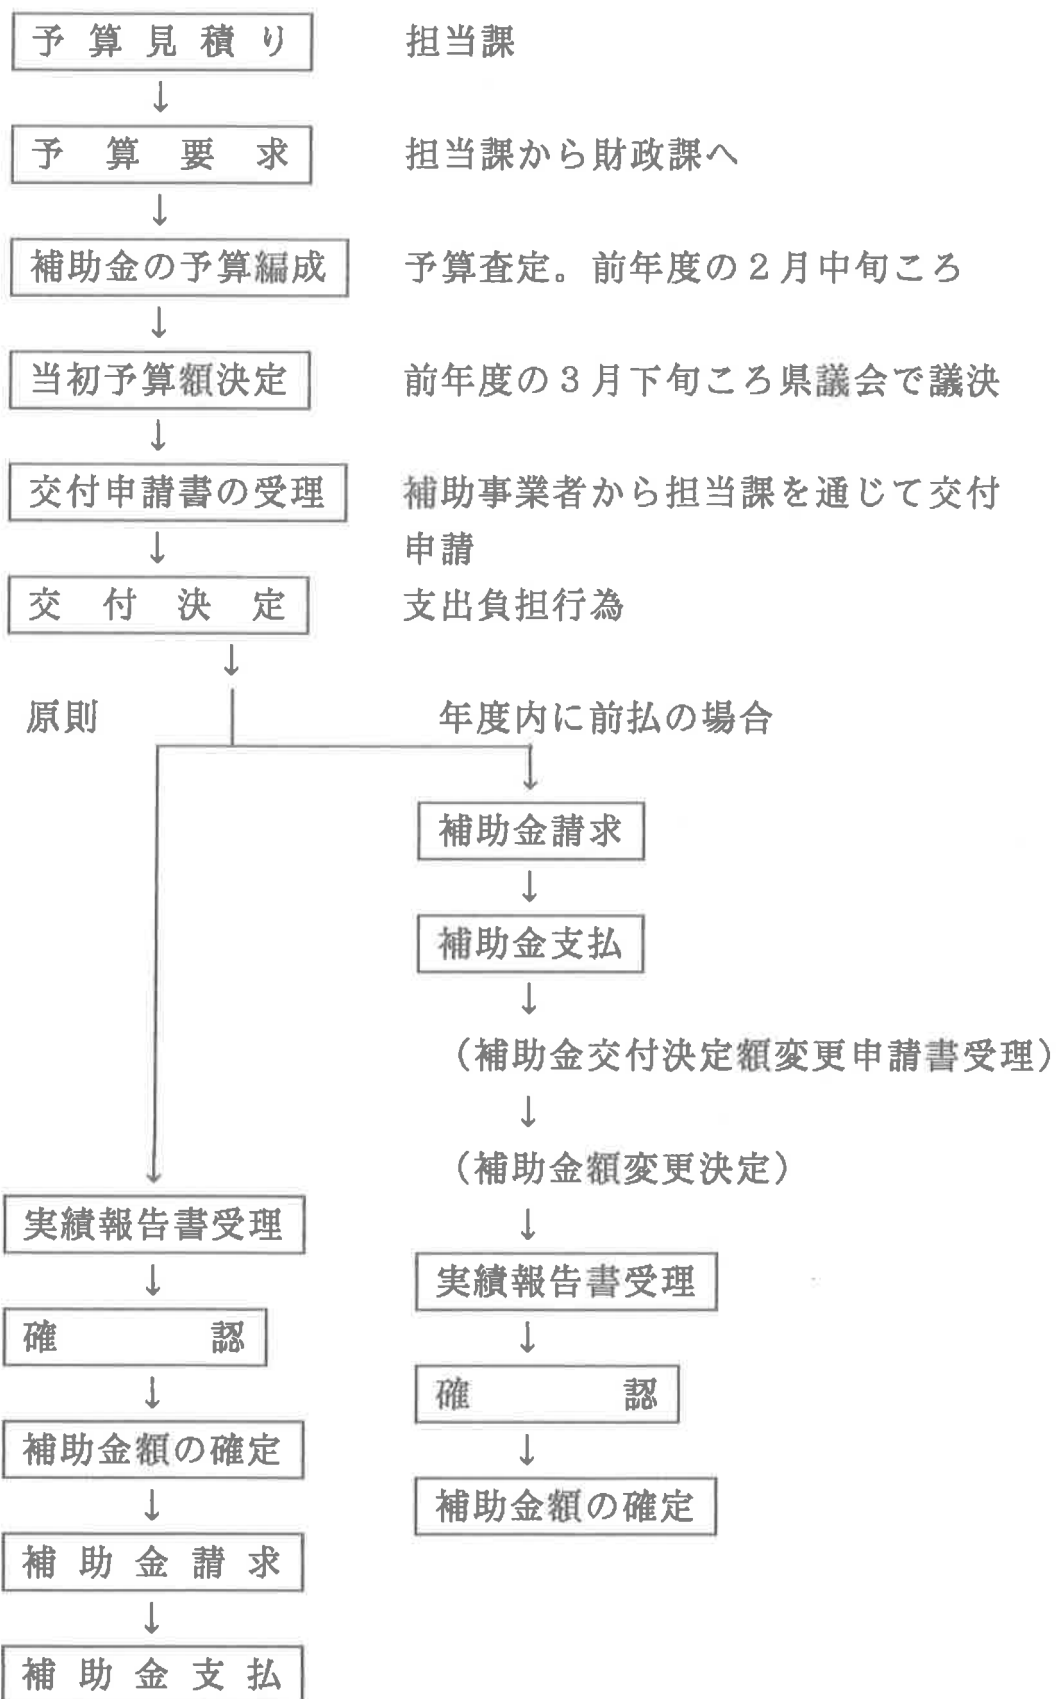 予算見積り　担当課
↓
予算要求　担当課から財政課へ
↓
補助金の予算編成　予算査定。前年度の２月中旬ころ
↓
当初予算額決定　前年度の３月下旬ころ県議会で議決
↓
交付申請書の受理　補助事業者から担当課を通じて交付
↓　申請
交付決定　支出負担行為
↓
原則　年度内に前払の場合
↓
補助金請求
↓
補助金支払
↓
（補助金交付決定額変更申請書受理）
↓
（補助金額変更決定）
↓
実績報告書受理
↓
実績報告書受理
↓
確認
↓
確認
↓
補助金額の確定
↓
補助金額の確定
↓
補助金請求
↓
補助金支払